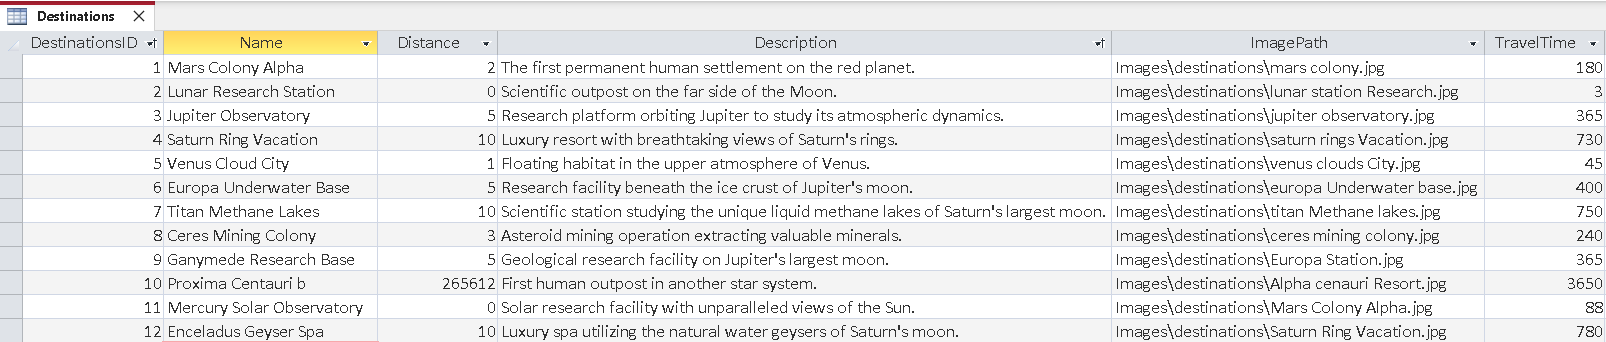 Destinations
DestinationsID Name Distance Description ImagePath TravelTime
1 Mars Colony Alpha 2 The first permanent human settlement on the red planet. Images\destinations\mars colony.jpg 180
2 Lunar Research Station 0 Scientific outpost on the far side of the Moon. Images\destinations\lunar station Research.jpg 3
3 Jupiter Observatory 5 Research platform orbiting Jupiter to study its atmospheric dynamics. Images\destinations\jupiter observatory.jpg 365
4 Saturn Ring Vacation 10 Luxury resort with breathtaking views of Saturn's rings. Images\destinations\saturn rings Vacation.jpg 730
5 Venus Cloud City 1 Floating habitat in the upper atmosphere of Venus. Images\destinations\venus clouds City.jpg 45
6 Europa Underwater Base 5 Research facility beneath the ice crust of Jupiter's moon. Images\destinations\europa Underwater base.jpg 400
7 Titan Methane Lakes 10 Scientific station studying the unique liquid methane lakes of Saturn's largest moon. Images\destinations\titan Methane lakes.jpg 750
8 Ceres Mining Colony 3 Asteroid mining operation extracting valuable minerals. Images\destinations\ceres mining colony.jpg 240
9 Ganymede Research Base 5 Geological research facility on Jupiter's largest moon. Images\destinations\Europa Station.jpg 365
10 Proxima Centauri b 265612 First human outpost in another star system. Images\destinations\Alpha cenauri Resort.jpg 3650
11 Mercury Solar Observatory 0 Solar research facility with unparalleled views of the Sun. Images\destinations\Mars Colony Alpha.jpg 88
12 Enceladus Geyser Spa 10 Luxury spa utilizing the natural water geysers of Saturn's moon. Images\destinations\Saturn Ring Vacation.jpg 780